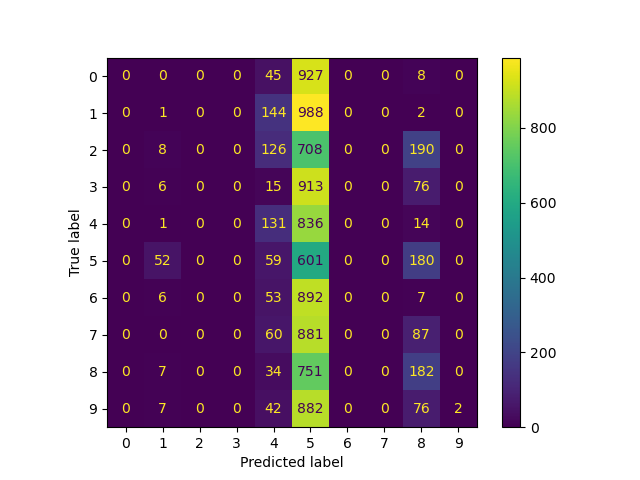 0 0 0 0 0 45 927 0 0 8 0
1 0 1 0 0 144 988 0 0 2 0
2 0 8 0 0 126 708 0 0 190 0
3 0 6 0 0 15 913 0 0 76 0
4 0 1 0 0 131 836 0 0 14 0
5 0 52 0 0 59 601 0 0 180 0
6 0 6 0 0 53 892 0 0 7 0
7 0 0 0 0 60 881 0 0 87 0
8 0 7 0 0 34 751 0 0 182 0
9 0 7 0 0 42 882 0 0 76 2
0 1 2 3 4 5 6 7 8 9
Predicted label
True label
800
600
400
200
0